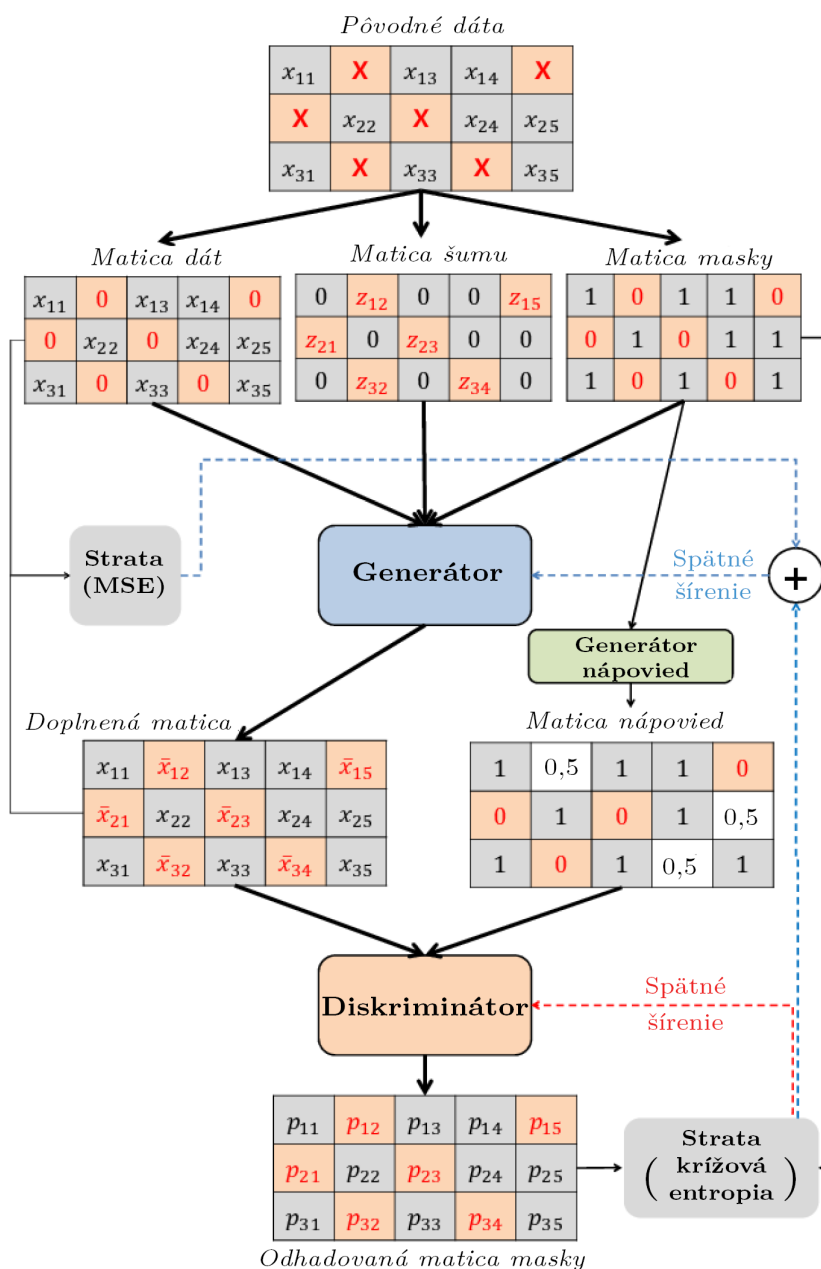 Pôvodné dáta
x11 X x13 x14 X
X x22 X x24 x25
x31 X x33 X x35
Matica dát
x11 0 x13 x14 0
0 x22 0 x24 x25
x31 0 x33 0 x35
Matica šumu
0 z12 0 0 z15
z21 0 z23 0 0
0 z32 0 z34 0
Matica masky
1 0 1 1 0
0 1 0 1 1
1 0 1 0 1
Strata
(MSE)
Generátor
Spätné
šírenie
+
Generátor
nápovied
Doplnená matica
x11 x̄12 x13 x14 x̄15
x̄21 x22 x̄23 x24 x25
x31 x̄32 x33 x̄34 x35
Matica nápovied
1 0,5 1 1 0
0 1 0 1 0,5
1 0 1 0,5 1
Diskriminátor
Spätné
šírenie
p11 p12 p13 p14 p15
p21 p22 p23 p24 p25
p31 p32 p33 p34 p35
Odhadovaná matica masky
Strata
( krížová )
entropia